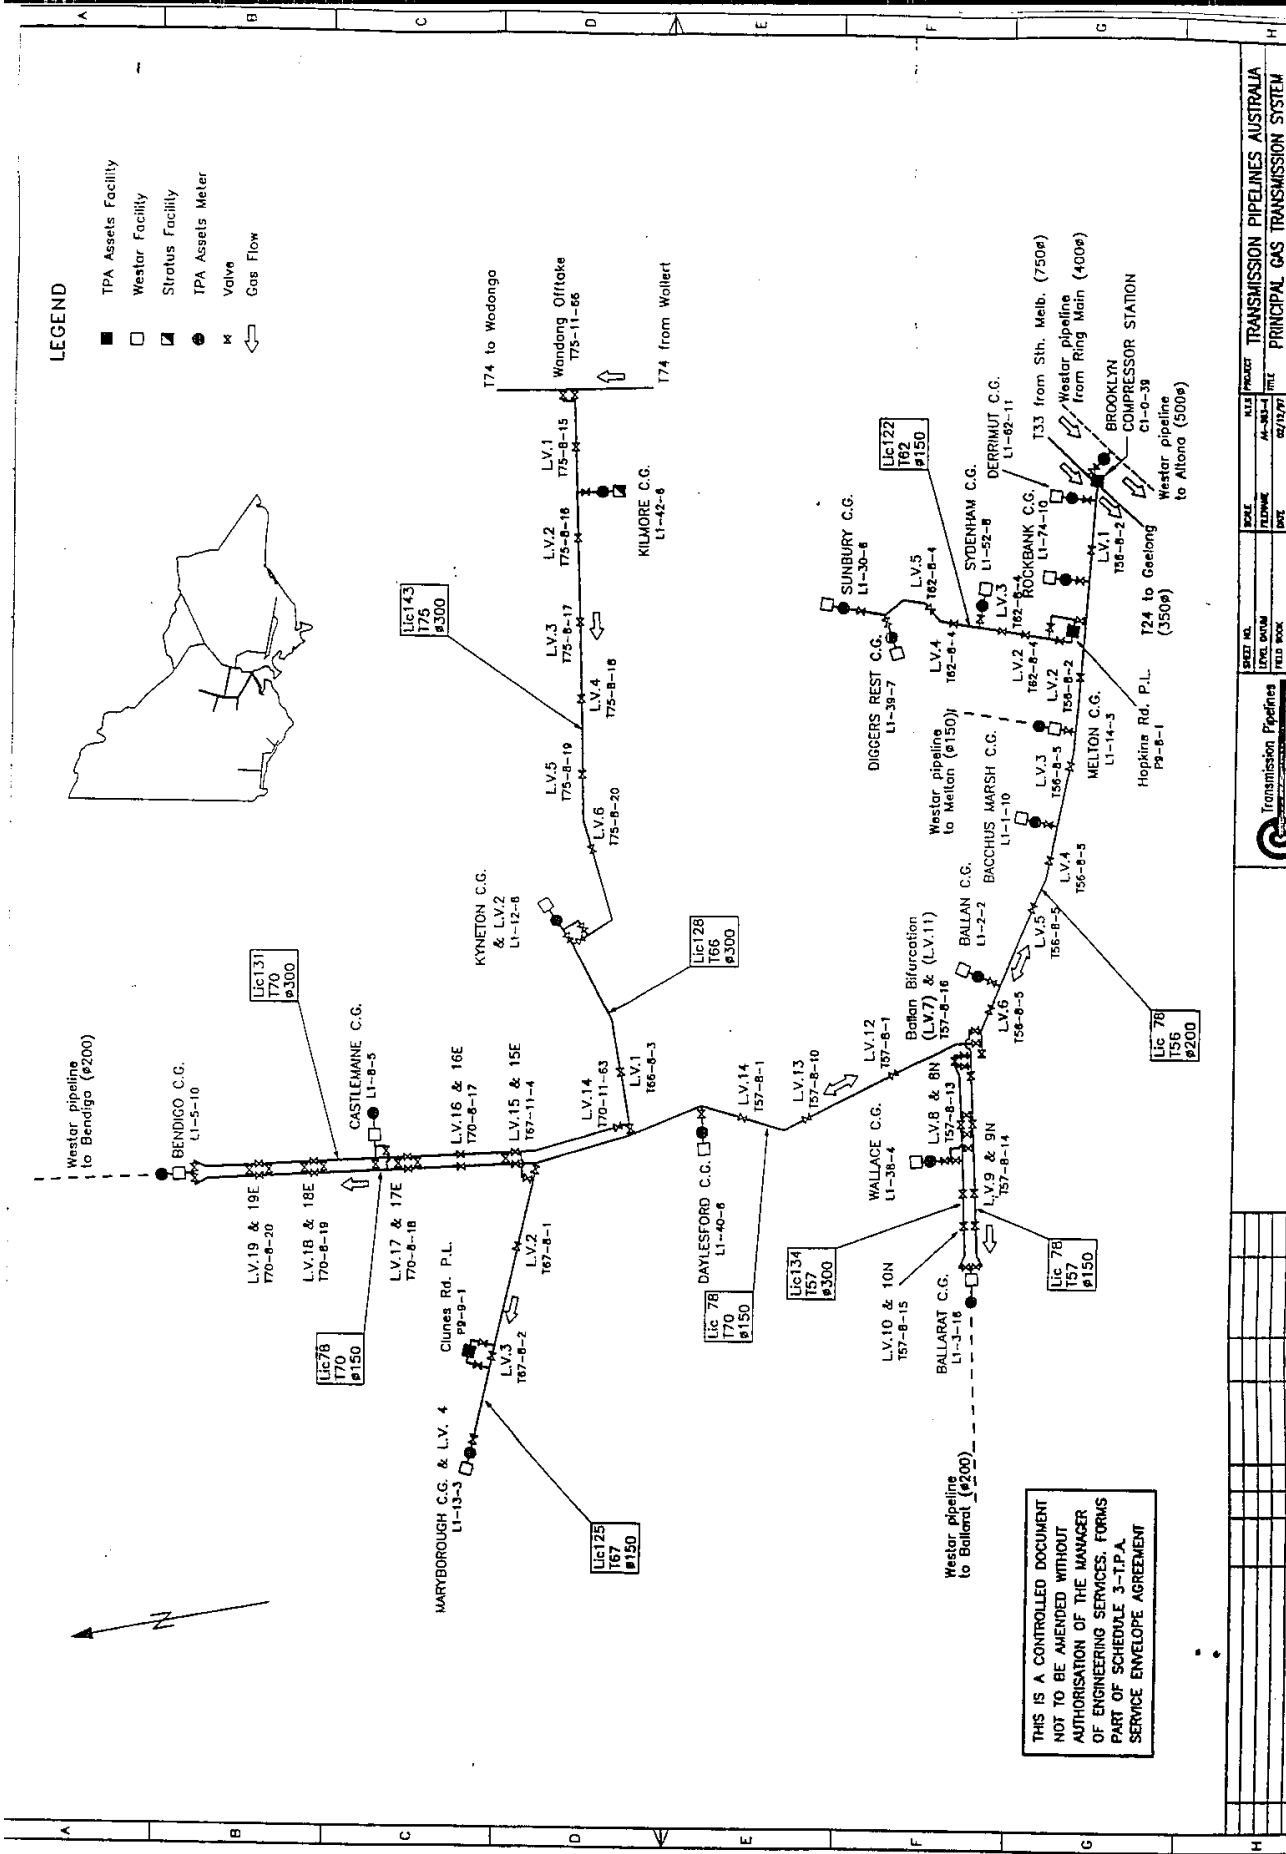 LEGEND
TPA Assets Facility
Westar Facility
Stratus Facility
TPA Assets Meter
Valve
Gas Flow
Westar pipeline
to Bendigo (ø200)
BENDIGO C.G.
L1-5-10
L.V.19 & 19E
T70-8-20
L.V.18 & 18E
T70-8-19
Lic131
T70
ø300
CASTLEMAINE C.G.
L1-8-5
L.V.17 & 17E
T70-8-18
L.V.16 & 16E
T70-8-17
L.V.15 & 15E
T67-11-4
Lic78
T70
ø150
Clunes Rd. P.L.
P9-9-1
L.V.2
T67-8-1
L.V.3
T67-8-2
MARYBOROUGH C.G. & L.V. 4
L1-13-3
Lic125
T67
ø150
L.V.14
T70-11-63
L.V.1
T66-8-3
KYNETON C.G.
& L.V.2
L1-12-8
Lic128
T66
ø300
L.V.6
T75-8-20
L.V.5
T75-8-19
L.V.4
T75-8-18
L.V.3
T75-8-17
L.V.2
T75-8-16
L.V.1
T75-8-15
Lic143
T75
ø300
KILMORE C.G.
L1-42-6
T74 to Wodonga
Wandong Offtake
T75-11-66
T74 from Wollert
DAYLESFORD C.G.
L1-40-6
L.V.14
T57-8-1
L.V.13
T57-8-10
L.V.12
T57-8-1
Lic 78
T70
ø150
Ballan Bifurcation
(L.V.7) & (L.V.11)
T57-8-16
WALLACE C.G.
L1-38-4
L.V.8 & 8N
T57-8-13
L.V.9 & 9N
T57-8-14
Lic134
T57
ø300
L.V.10 & 10N
T57-8-15
Lic 78
T57
ø150
BALLARAT C.G.
L1-3-16
Westar pipeline
to Ballarat (ø200)
BALLAN C.G.
L1-2-2
L.V.6
T56-8-5
L.V.5
T56-8-5
L.V.4
T56-8-5
Lic 78
T56
ø200
BACCHUS MARSH C.G.
L1-1-10
L.V.3
T56-8-5
Westar pipeline
to Melton (ø150)
MELTON C.G.
L1-14-3
L.V.2
T56-8-2
Hopkins Rd. P.L.
P9-8-1
DIGGERS REST C.G.
L1-39-7
SUNBURY C.G.
L1-30-6
L.V.5
T62-8-4
L.V.4
T62-8-4
L.V.3
T62-8-4
L.V.2
T62-8-4
Lic122
T62
ø150
SYDENHAM C.G.
L1-52-8
ROCKBANK C.G.
L1-74-10
DERRIMUT C.G.
L1-62-11
L.V.1
T56-8-2
T33 from Sth. Melb. (750ø)
Westar pipeline
from Ring Main (400ø)
BROOKLYN
COMPRESSOR STATION
C1-0-39
Westar pipeline
to Altona (500ø)
T24 to Geelong
(350ø)
N
THIS IS A CONTROLLED DOCUMENT
NOT TO BE AMENDED WITHOUT
AUTHORISATION OF THE MANAGER
OF ENGINEERING SERVICES. FORMS
PART OF SCHEDULE 3-T.P.A.
SERVICE ENVELOPE AGREEMENT
Transmission Pipelines
SHEET NO.
LEVEL DATUM
FIELD BOOK
SCALE N.T.S
FILENAME
DATE 02/12/97
PROJECT TRANSMISSION PIPELINES AUSTRALIA
TITLE PRINCIPAL GAS TRANSMISSION SYSTEM
A
B
C
D
E
F
G
H
A
B
C
D
E
F
G
H